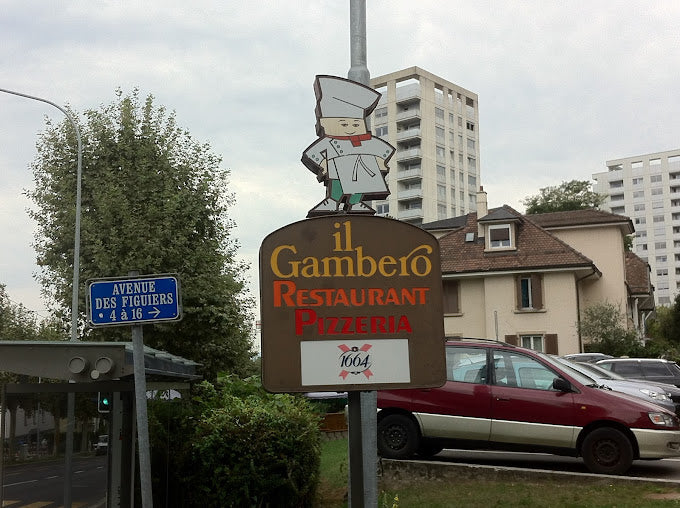 AVENUE
DES FIGUIERS
• 4 à 16 →
il
Gambero
RESTAURANT
PIZZERIA
1664